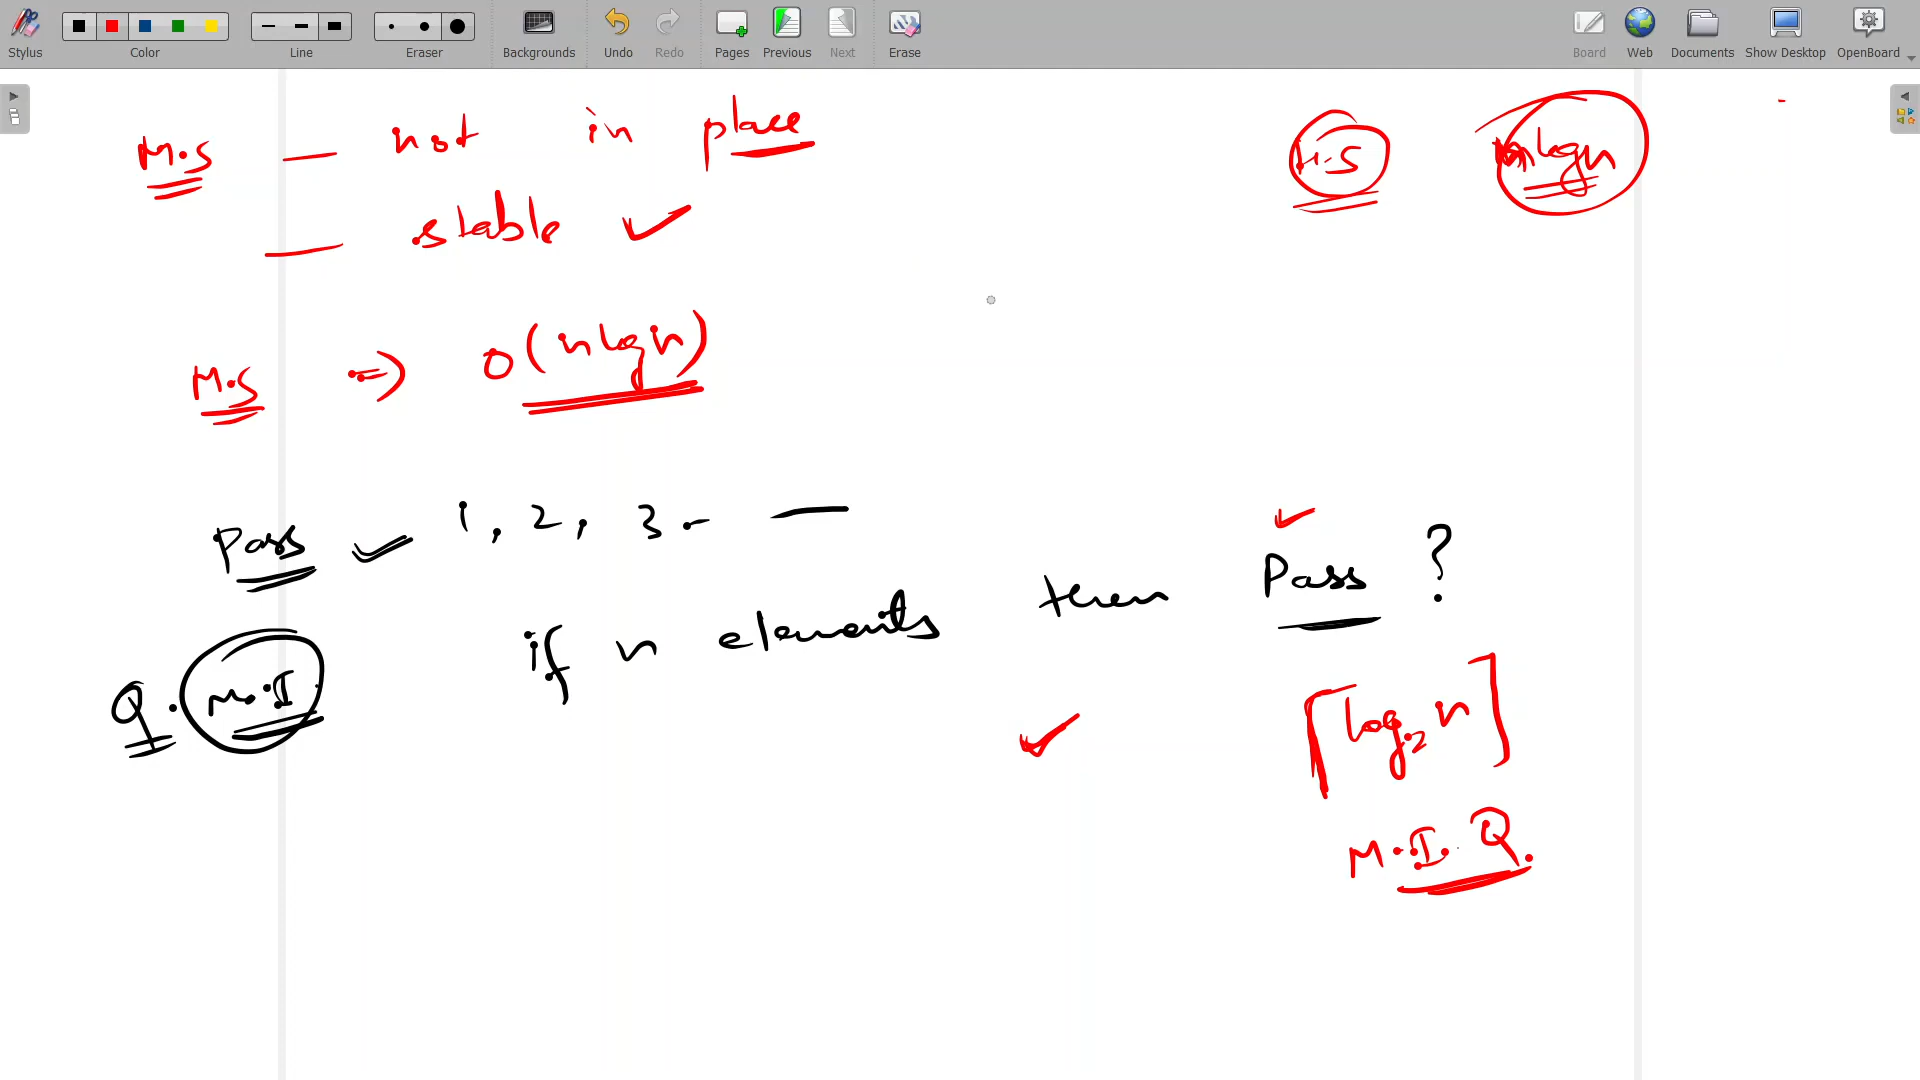 Stylus Color Line Eraser Backgrounds Undo Redo Pages Previous Next Erase Board Web Documents Show Desktop OpenBoard
M.S — not in place
— stable ✓
M.S nlogn
M.S => O(nlgn)
Pass ✓ 1, 2, 3 - —
if n elements then Pass ?
Q. M.I
⌈log₂ n⌉
M.I. Q.